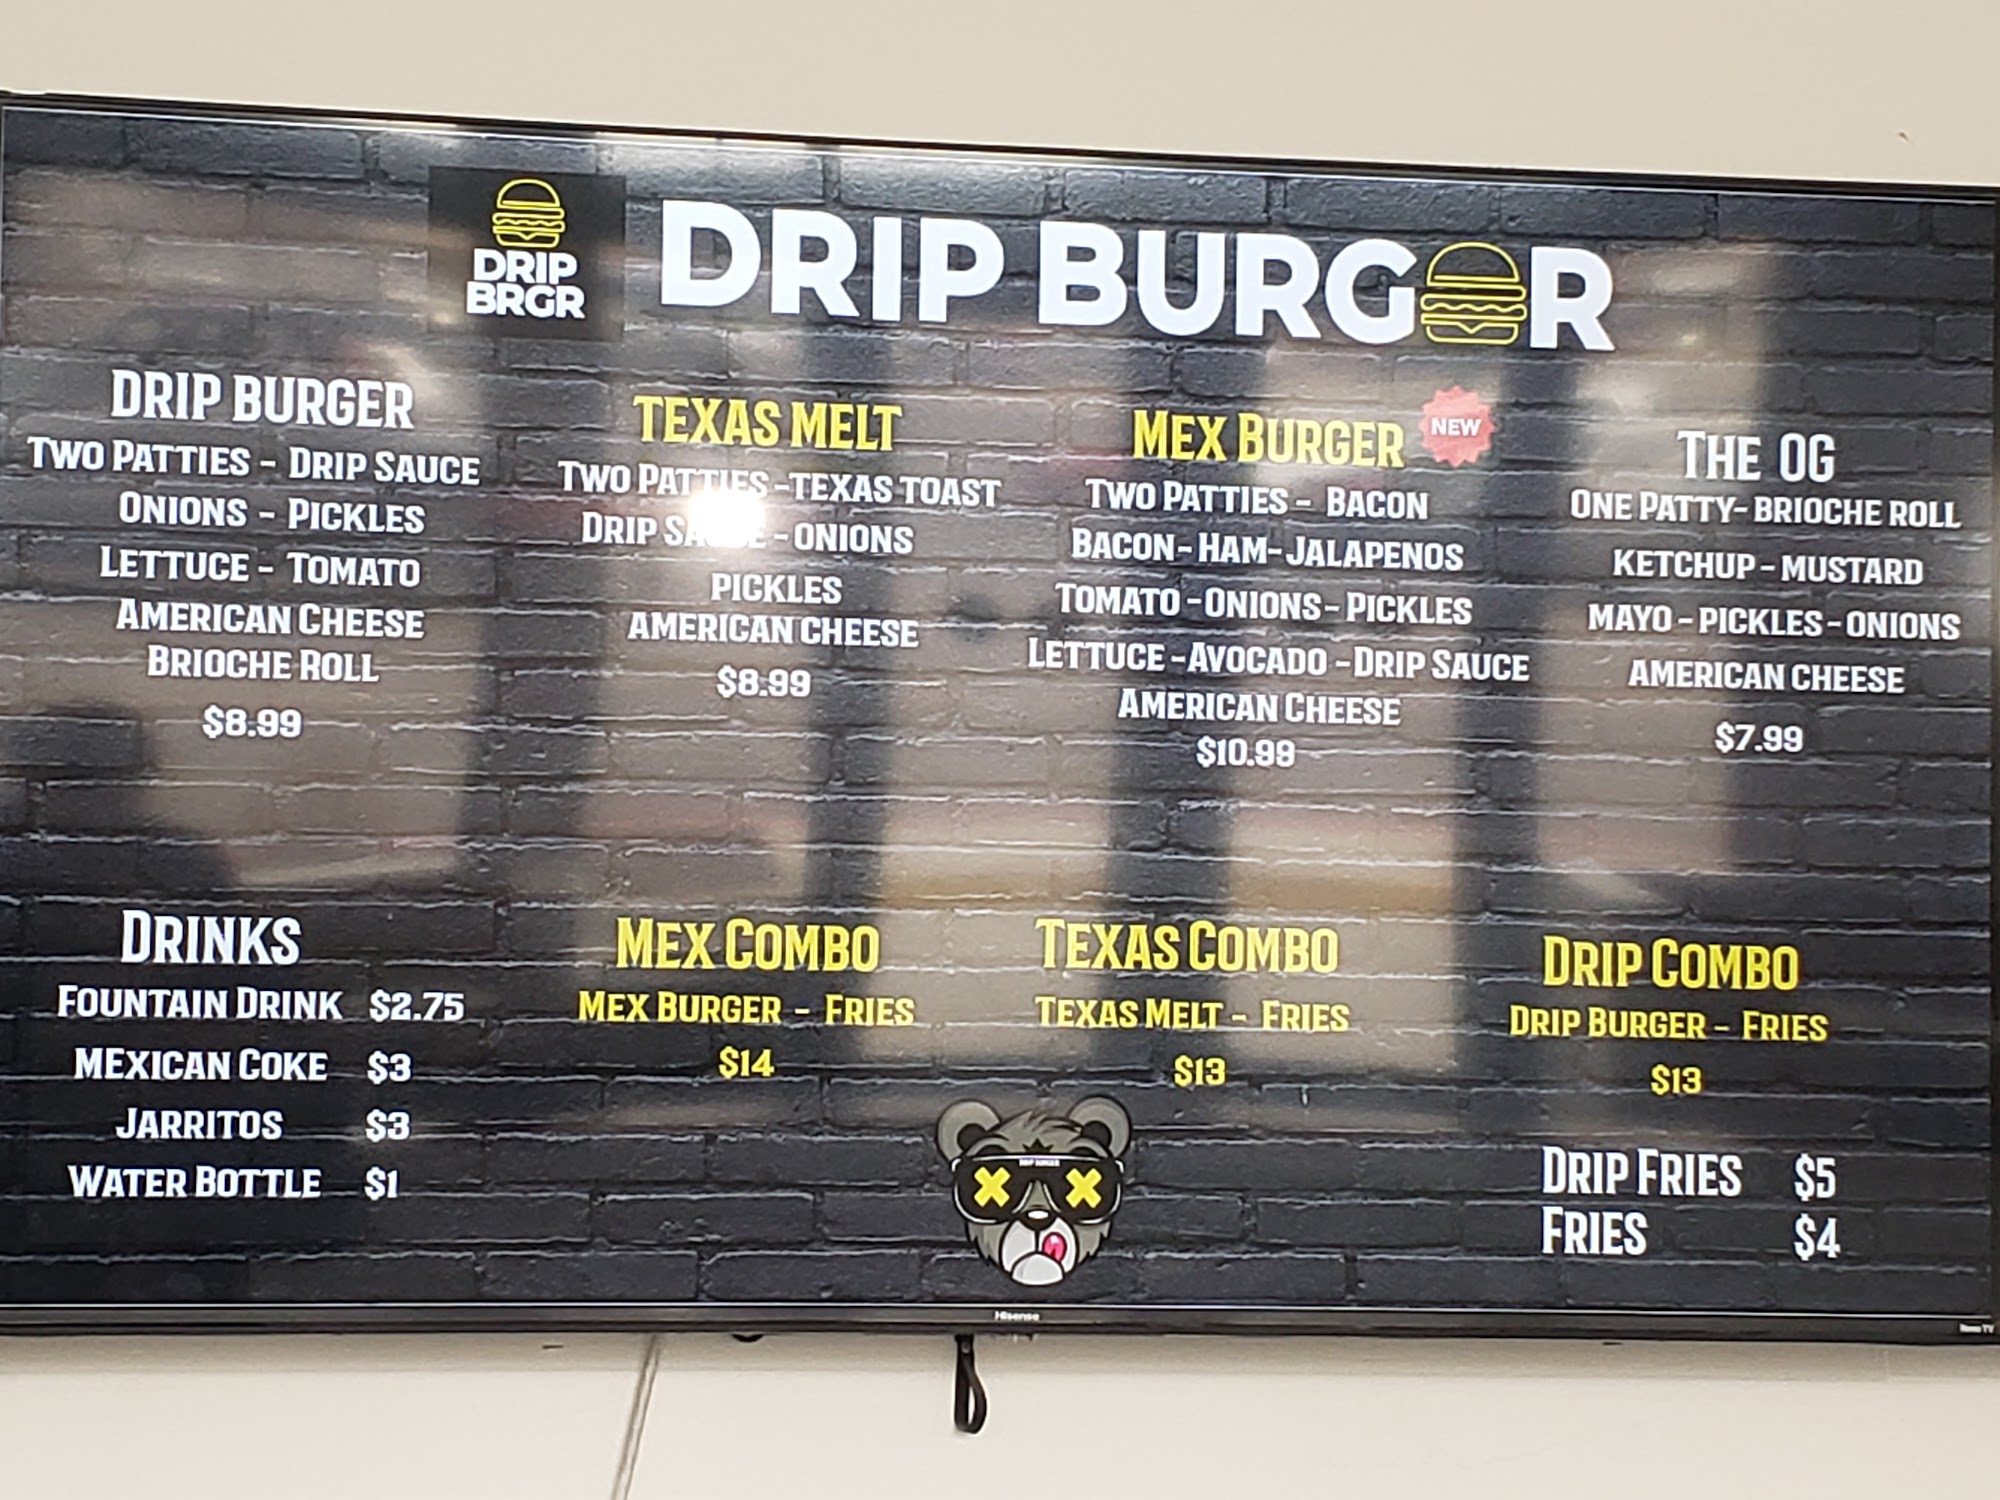 DRIP
BRGR
DRIP BURGER
DRIP BURGER
TWO PATTIES - DRIP SAUCE
ONIONS - PICKLES
LETTUCE - TOMATO
AMERICAN CHEESE
BRIOCHE ROLL
$8.99
TEXAS MELT
TWO PATTIES -TEXAS TOAST
DRIP SAUCE - ONIONS
PICKLES
AMERICAN CHEESE
$8.99
MEX BURGER
NEW
TWO PATTIES - BACON
BACON- HAM- JALAPENOS
TOMATO -ONIONS- PICKLES
LETTUCE -AVOCADO -DRIP SAUCE
AMERICAN CHEESE
$10.99
THE OG
ONE PATTY- BRIOCHE ROLL
KETCHUP - MUSTARD
MAYO - PICKLES - ONIONS
AMERICAN CHEESE
$7.99
DRINKS
FOUNTAIN DRINK $2.75
MEXICAN COKE $3
JARRITOS $3
WATER BOTTLE $1
MEX COMBO
MEX BURGER - FRIES
$14
TEXAS COMBO
TEXAS MELT - FRIES
$13
DRIP COMBO
DRIP BURGER - FRIES
$13
DRIP FRIES $5
FRIES $4
DRIP BURGER
Hisense
Roku TV